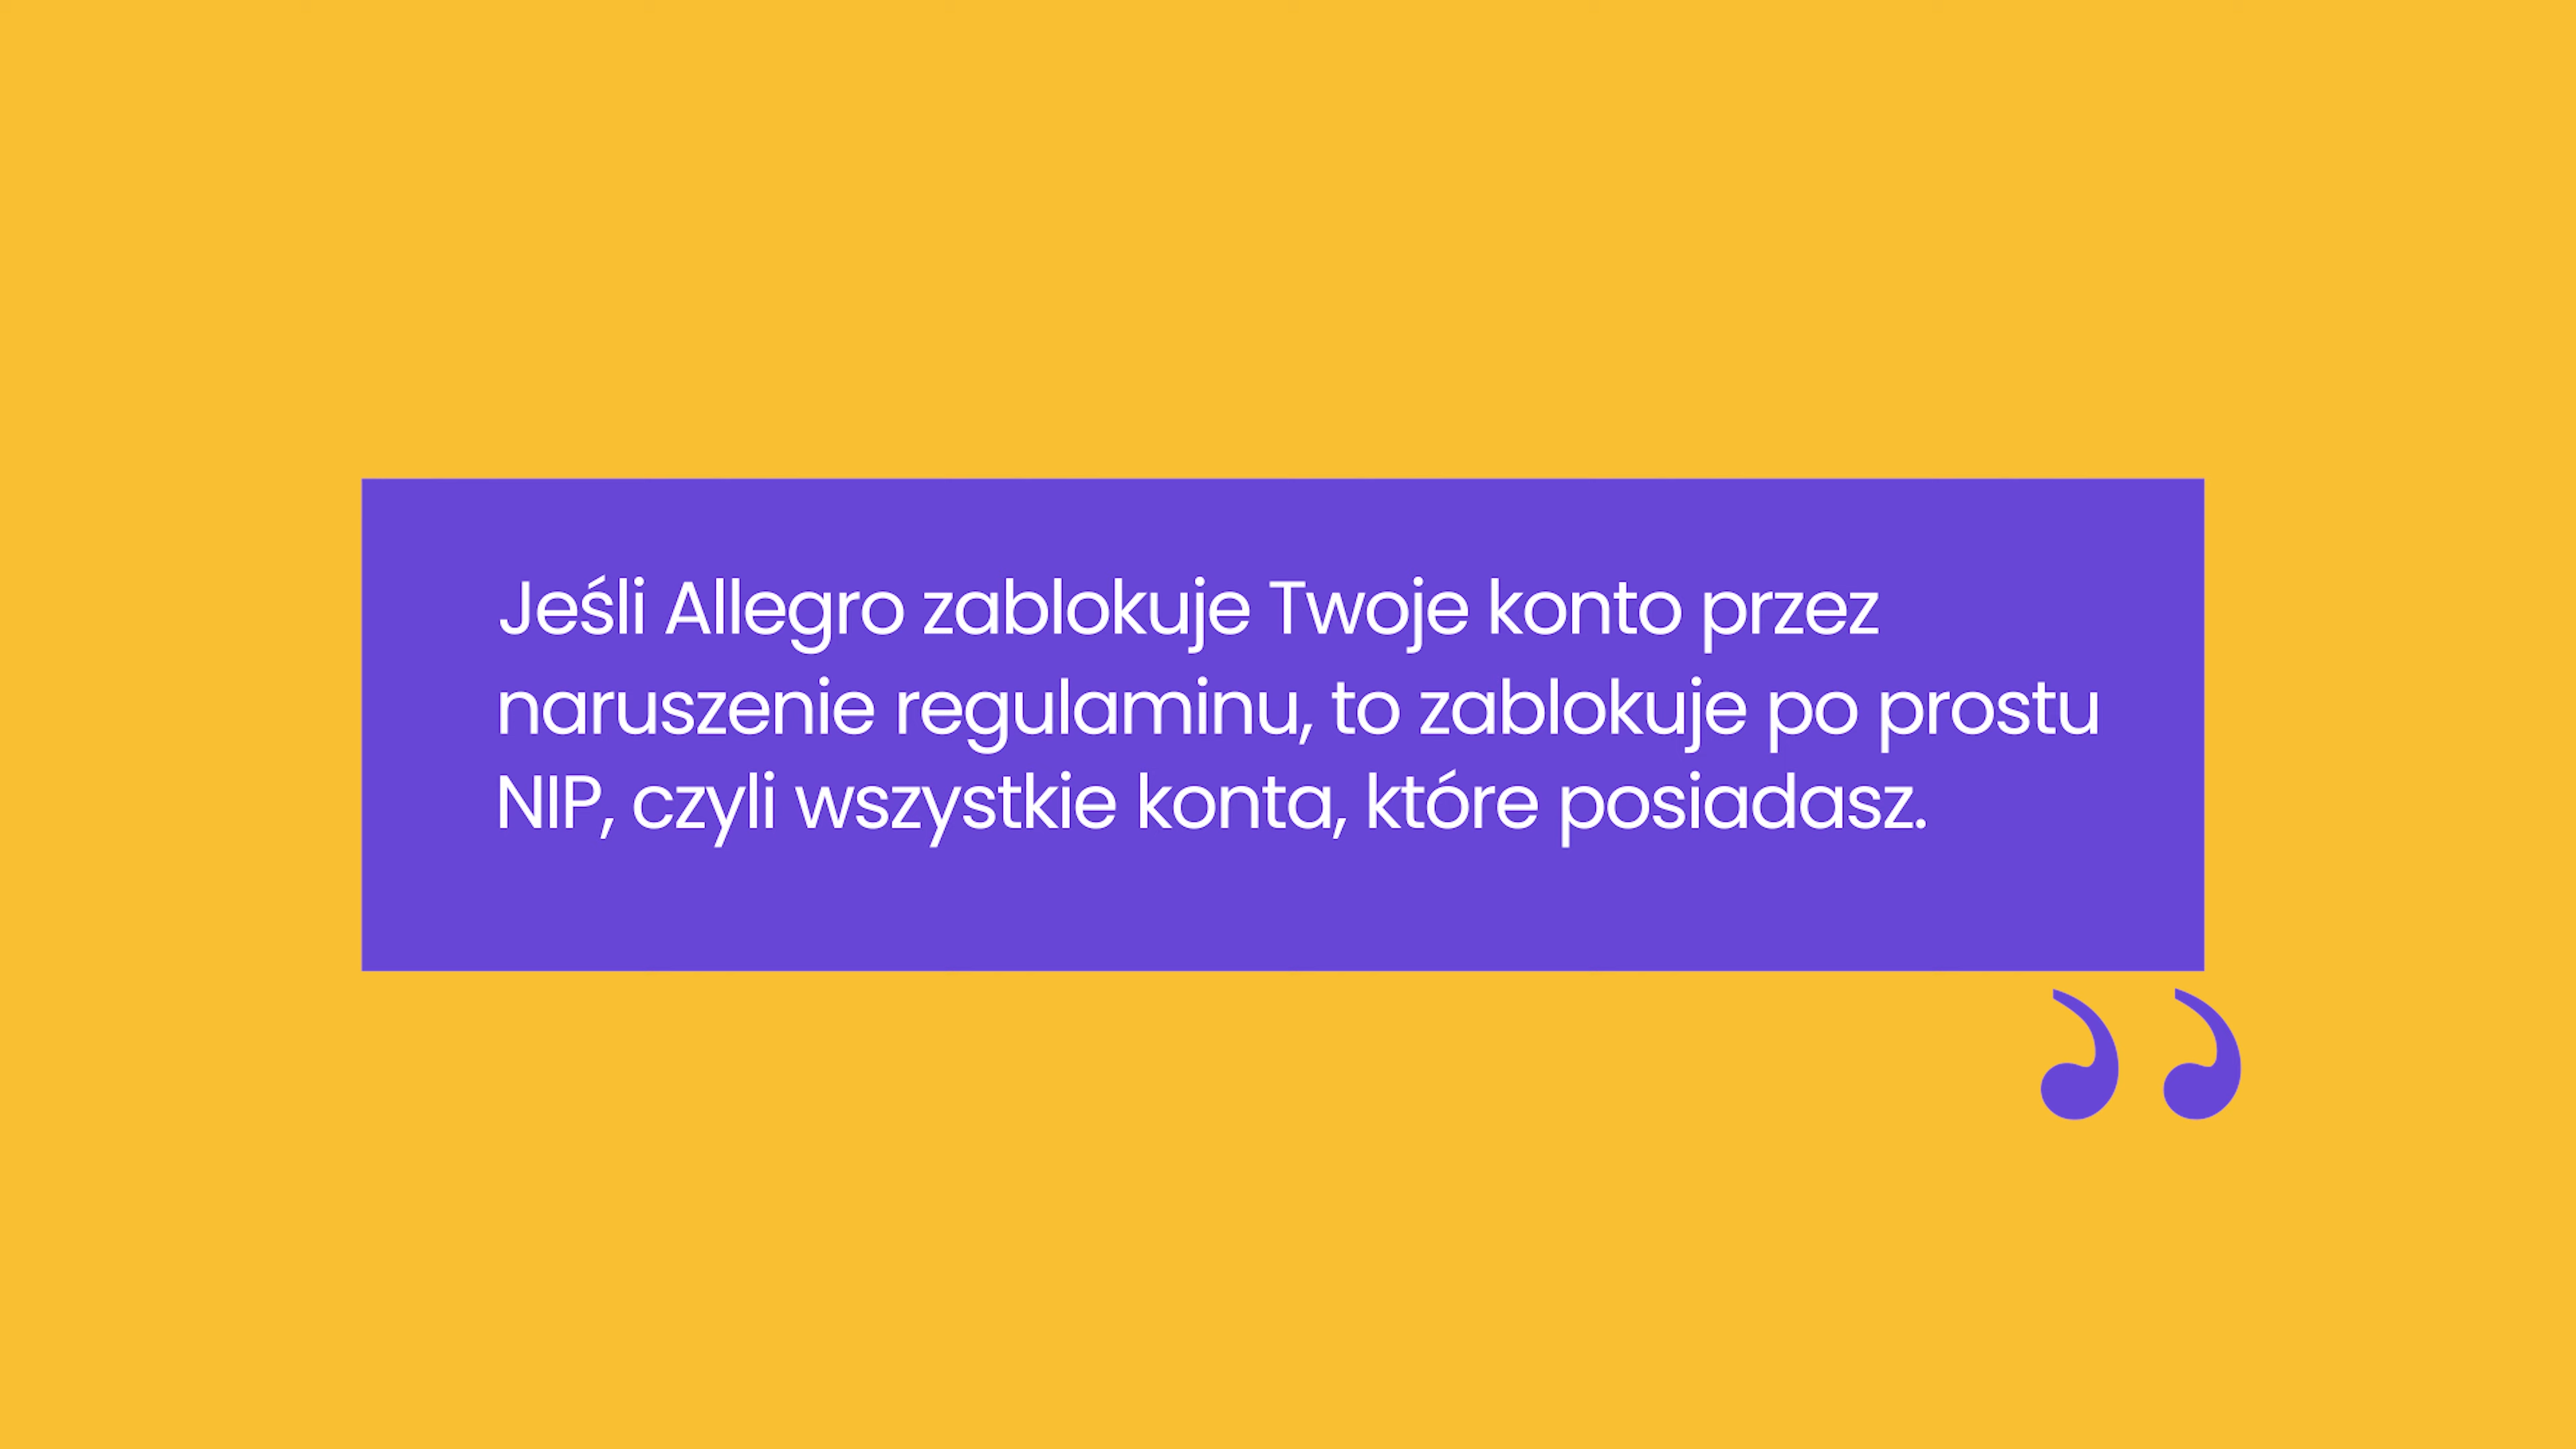 Jeśli Allegro zablokuje Twoje konto przez
naruszenie regulaminu, to zablokuje po prostu
NIP, czyli wszystkie konta, które posiadasz.
”